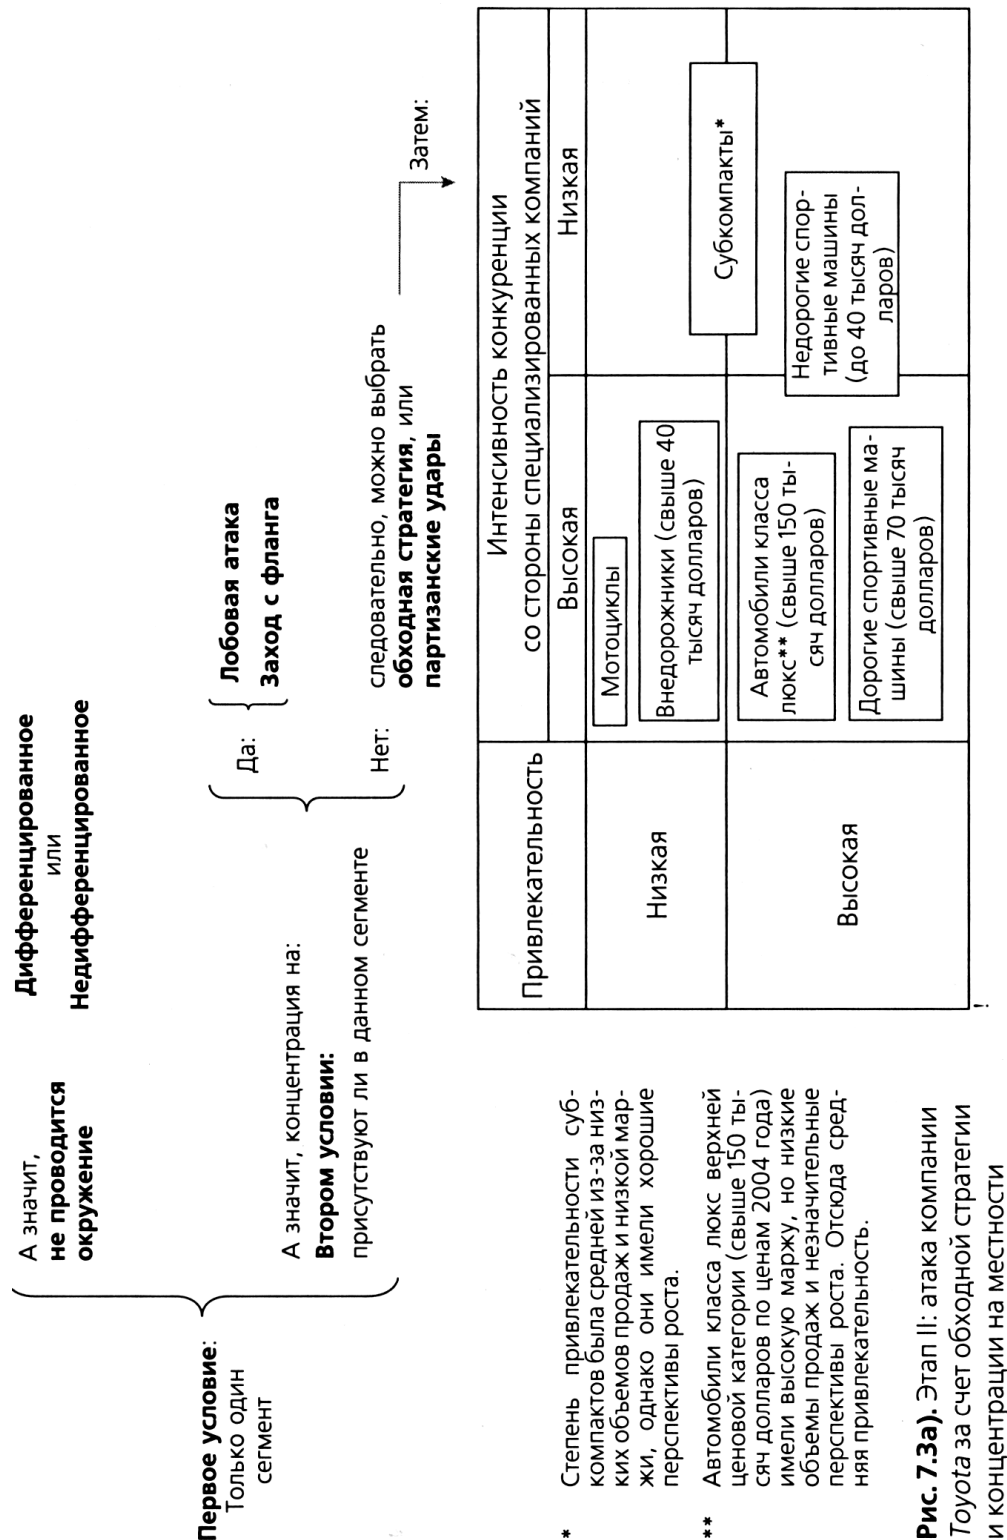 Первое условие:
Только один
сегмент
А значит,
не проводится
окружение
Дифференцированное
или
Недифференцированное
А значит, концентрация на:
Втором условии:
присутствуют ли в данном сегменте
Да:
Лобовая атака
Заход с фланга
Нет:
следовательно, можно выбрать
обходная стратегия, или
партизанские удары
Затем:
Привлекательность
Интенсивность конкуренции
со стороны специализированных компаний
Высокая
Низкая
Низкая
Мотоциклы
Внедорожники (свыше 40
тысяч долларов)
Субкомпакты*
Высокая
Автомобили класса
люкс** (свыше 150 ты-
сяч долларов)
Дорогие спортивные ма-
шины (свыше 70 тысяч
долларов)
Недорогие спор-
тивные машины
(до 40 тысяч дол-
ларов)
* Степень привлекательности суб-
компактов была средней из-за низ-
ких объемов продаж и низкой мар-
жи, однако они имели хорошие
перспективы роста.
** Автомобили класса люкс верхней
ценовой категории (свыше 150 ты-
сяч долларов по ценам 2004 года)
имели высокую маржу, но низкие
объемы продаж и незначительные
перспективы роста. Отсюда сред-
няя привлекательность.
Рис. 7.3а). Этап II: атака компании
Toyota за счет обходной стратегии
и концентрации на местности